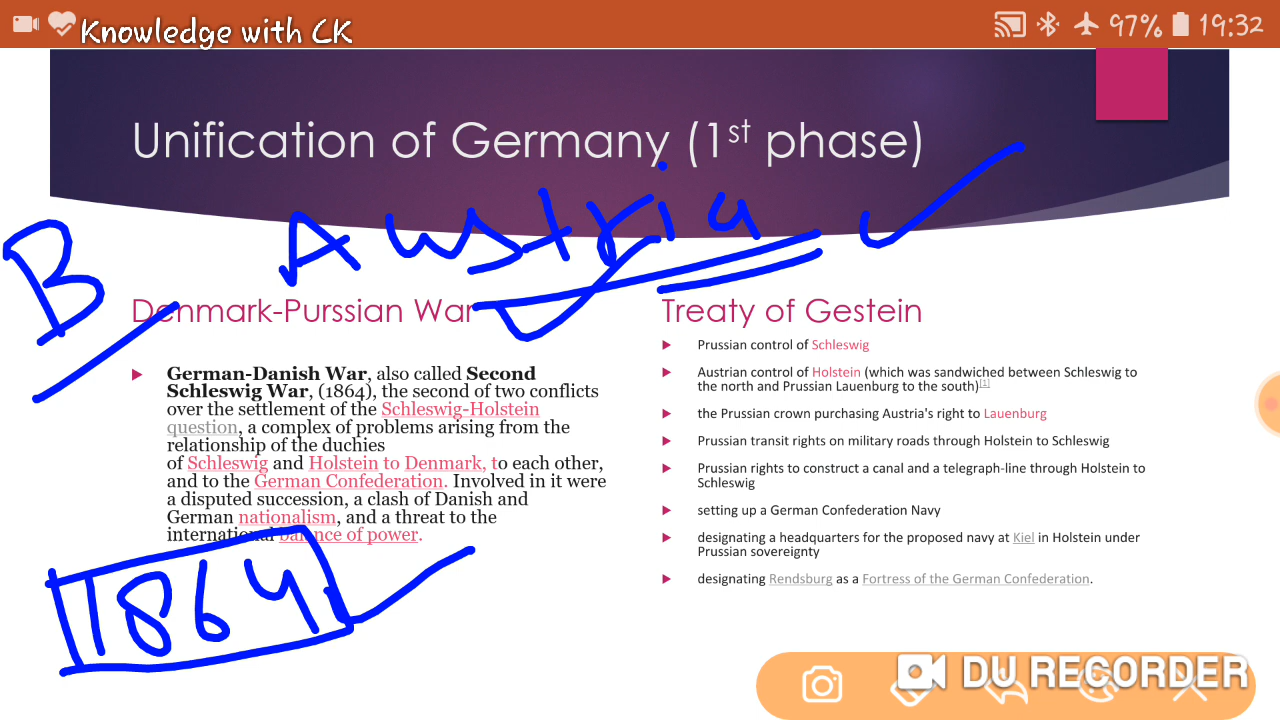 Knowledge with CK
97% 19:32
Unification of Germany (1st phase)
B Austria
Denmark-Purssian War
German-Danish War, also called Second
Schleswig War, (1864), the second of two conflicts
over the settlement of the Schleswig-Holstein
question, a complex of problems arising from the
relationship of the duchies
of Schleswig and Holstein to Denmark, to each other,
and to the German Confederation. Involved in it were
a disputed succession, a clash of Danish and
German nationalism, and a threat to the
international balance of power.
1864
Treaty of Gestein
Prussian control of Schleswig
Austrian control of Holstein (which was sandwiched between Schleswig to
the north and Prussian Lauenburg to the south)[1]
the Prussian crown purchasing Austria's right to Lauenburg
Prussian transit rights on military roads through Holstein to Schleswig
Prussian rights to construct a canal and a telegraph-line through Holstein to
Schleswig
setting up a German Confederation Navy
designating a headquarters for the proposed navy at Kiel in Holstein under
Prussian sovereignty
designating Rendsburg as a Fortress of the German Confederation.
DU RECORDER